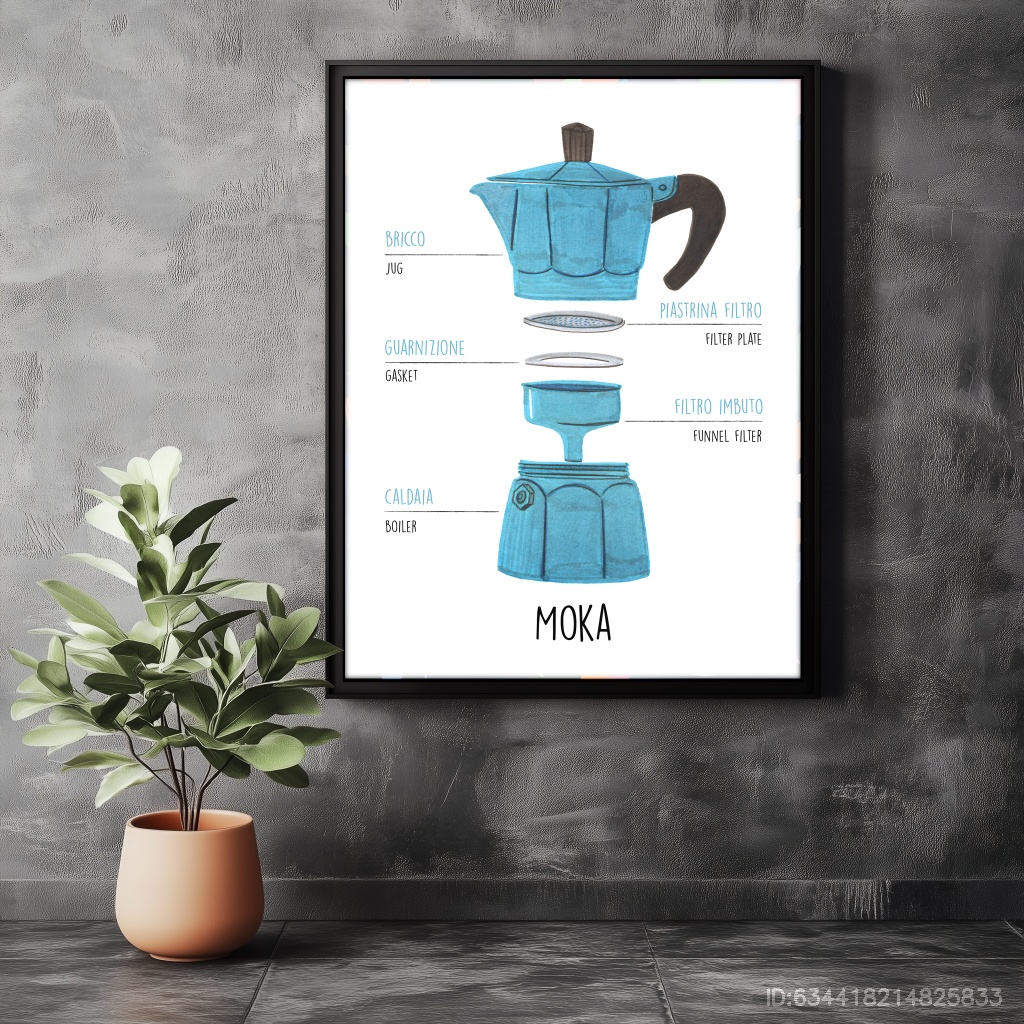 BRICCO
JUG
PIASTRINA FILTRO
FILTER PLATE
GUARNIZIONE
GASKET
FILTRO IMBUTO
FUNNEL FILTER
CALDAIA
BOILER
MOKA
ID:634418214825833